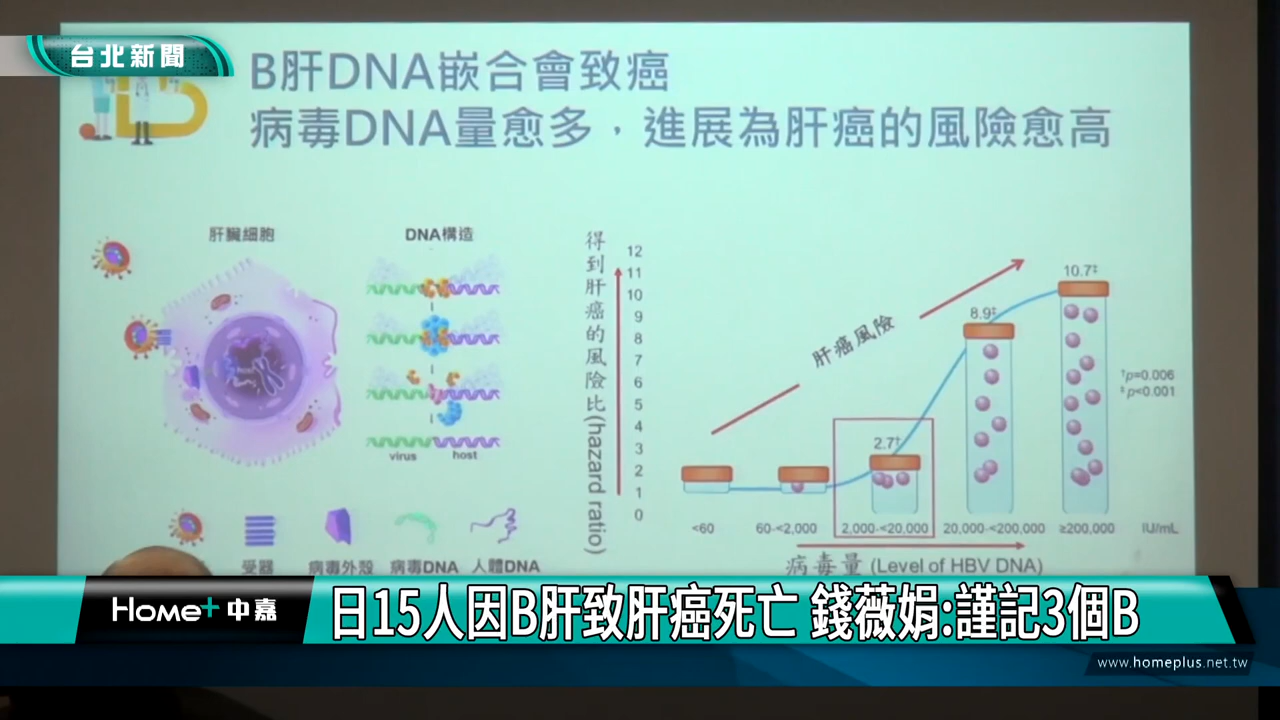 台北新聞
B肝DNA嵌合會致癌
病毒DNA量愈多，進展為肝癌的風險愈高
肝臟細胞
DNA構造
virus
host
受器
病毒外殼
病毒DNA
人體DNA
得到肝癌的風險比(hazard ratio)
12
11
10
9
8
7
6
5
4
3
2
1
0
肝癌風險
2.7‡
8.9‡
10.7‡
†p=0.006
‡p<0.001
<60
60-<2,000
2,000-<20,000
20,000-<200,000
≥200,000
IU/mL
病毒量 (Level of HBV DNA)
Home+中嘉
日15人因B肝致肝癌死亡 錢薇娟:謹記3個B
www.homeplus.net.tw